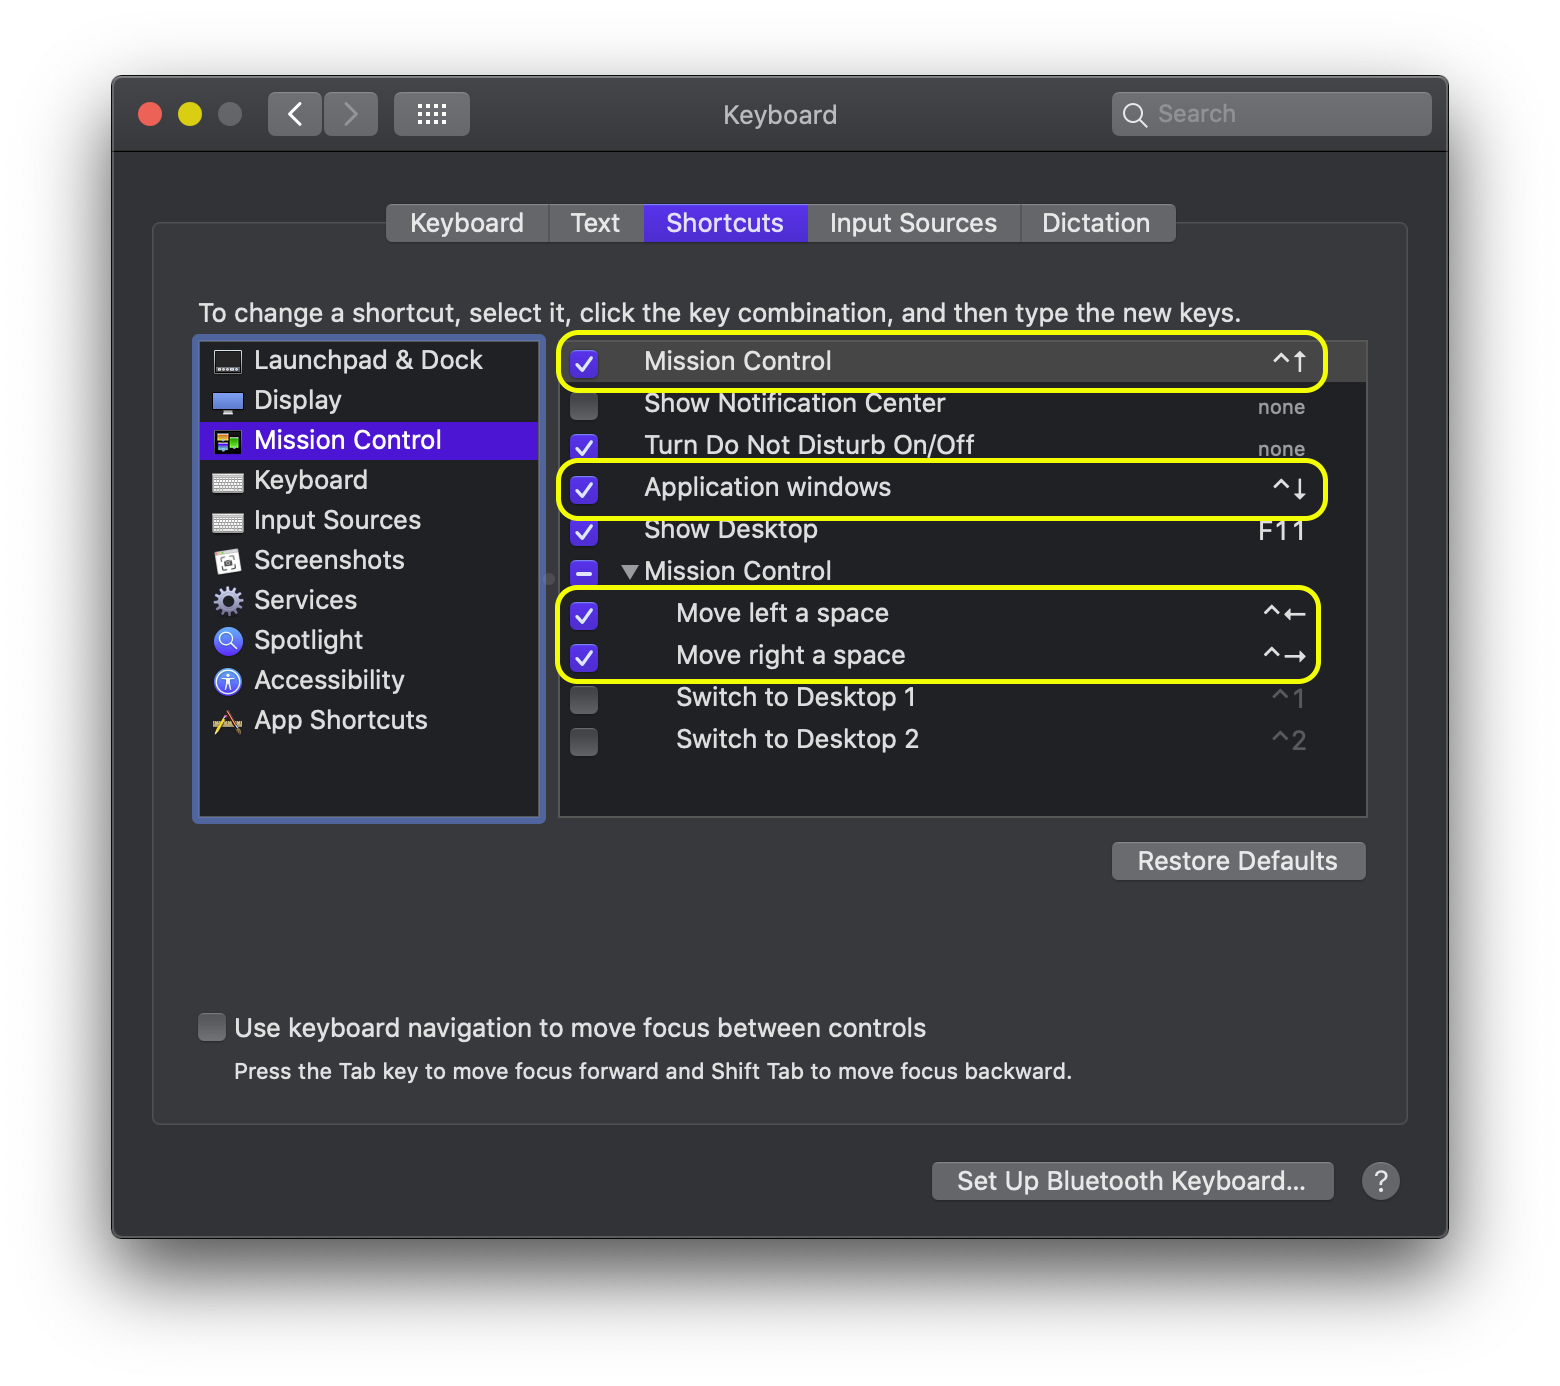 Keyboard
Search
Keyboard Text Shortcuts Input Sources Dictation
To change a shortcut, select it, click the key combination, and then type the new keys.
Launchpad & Dock
Display
Mission Control
Keyboard
Input Sources
Screenshots
Services
Spotlight
Accessibility
App Shortcuts
Mission Control ^↑
Show Notification Center none
Turn Do Not Disturb On/Off none
Application windows ^↓
Show Desktop F11
Mission Control
Move left a space ^←
Move right a space ^→
Switch to Desktop 1 ^1
Switch to Desktop 2 ^2
Restore Defaults
Use keyboard navigation to move focus between controls
Press the Tab key to move focus forward and Shift Tab to move focus backward.
Set Up Bluetooth Keyboard... ?